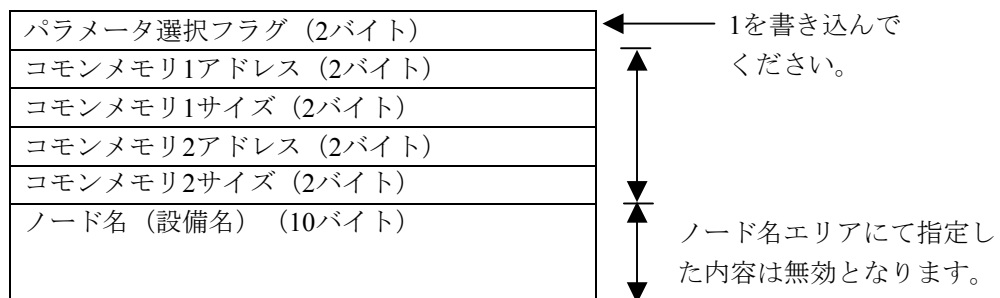 パラメータ選択フラグ（2バイト）
コモンメモリ1アドレス（2バイト）
コモンメモリ1サイズ（2バイト）
コモンメモリ2アドレス（2バイト）
コモンメモリ2サイズ（2バイト）
ノード名（設備名）（10バイト）
1を書き込んで
ください。
ノード名エリアにて指定し
た内容は無効となります。